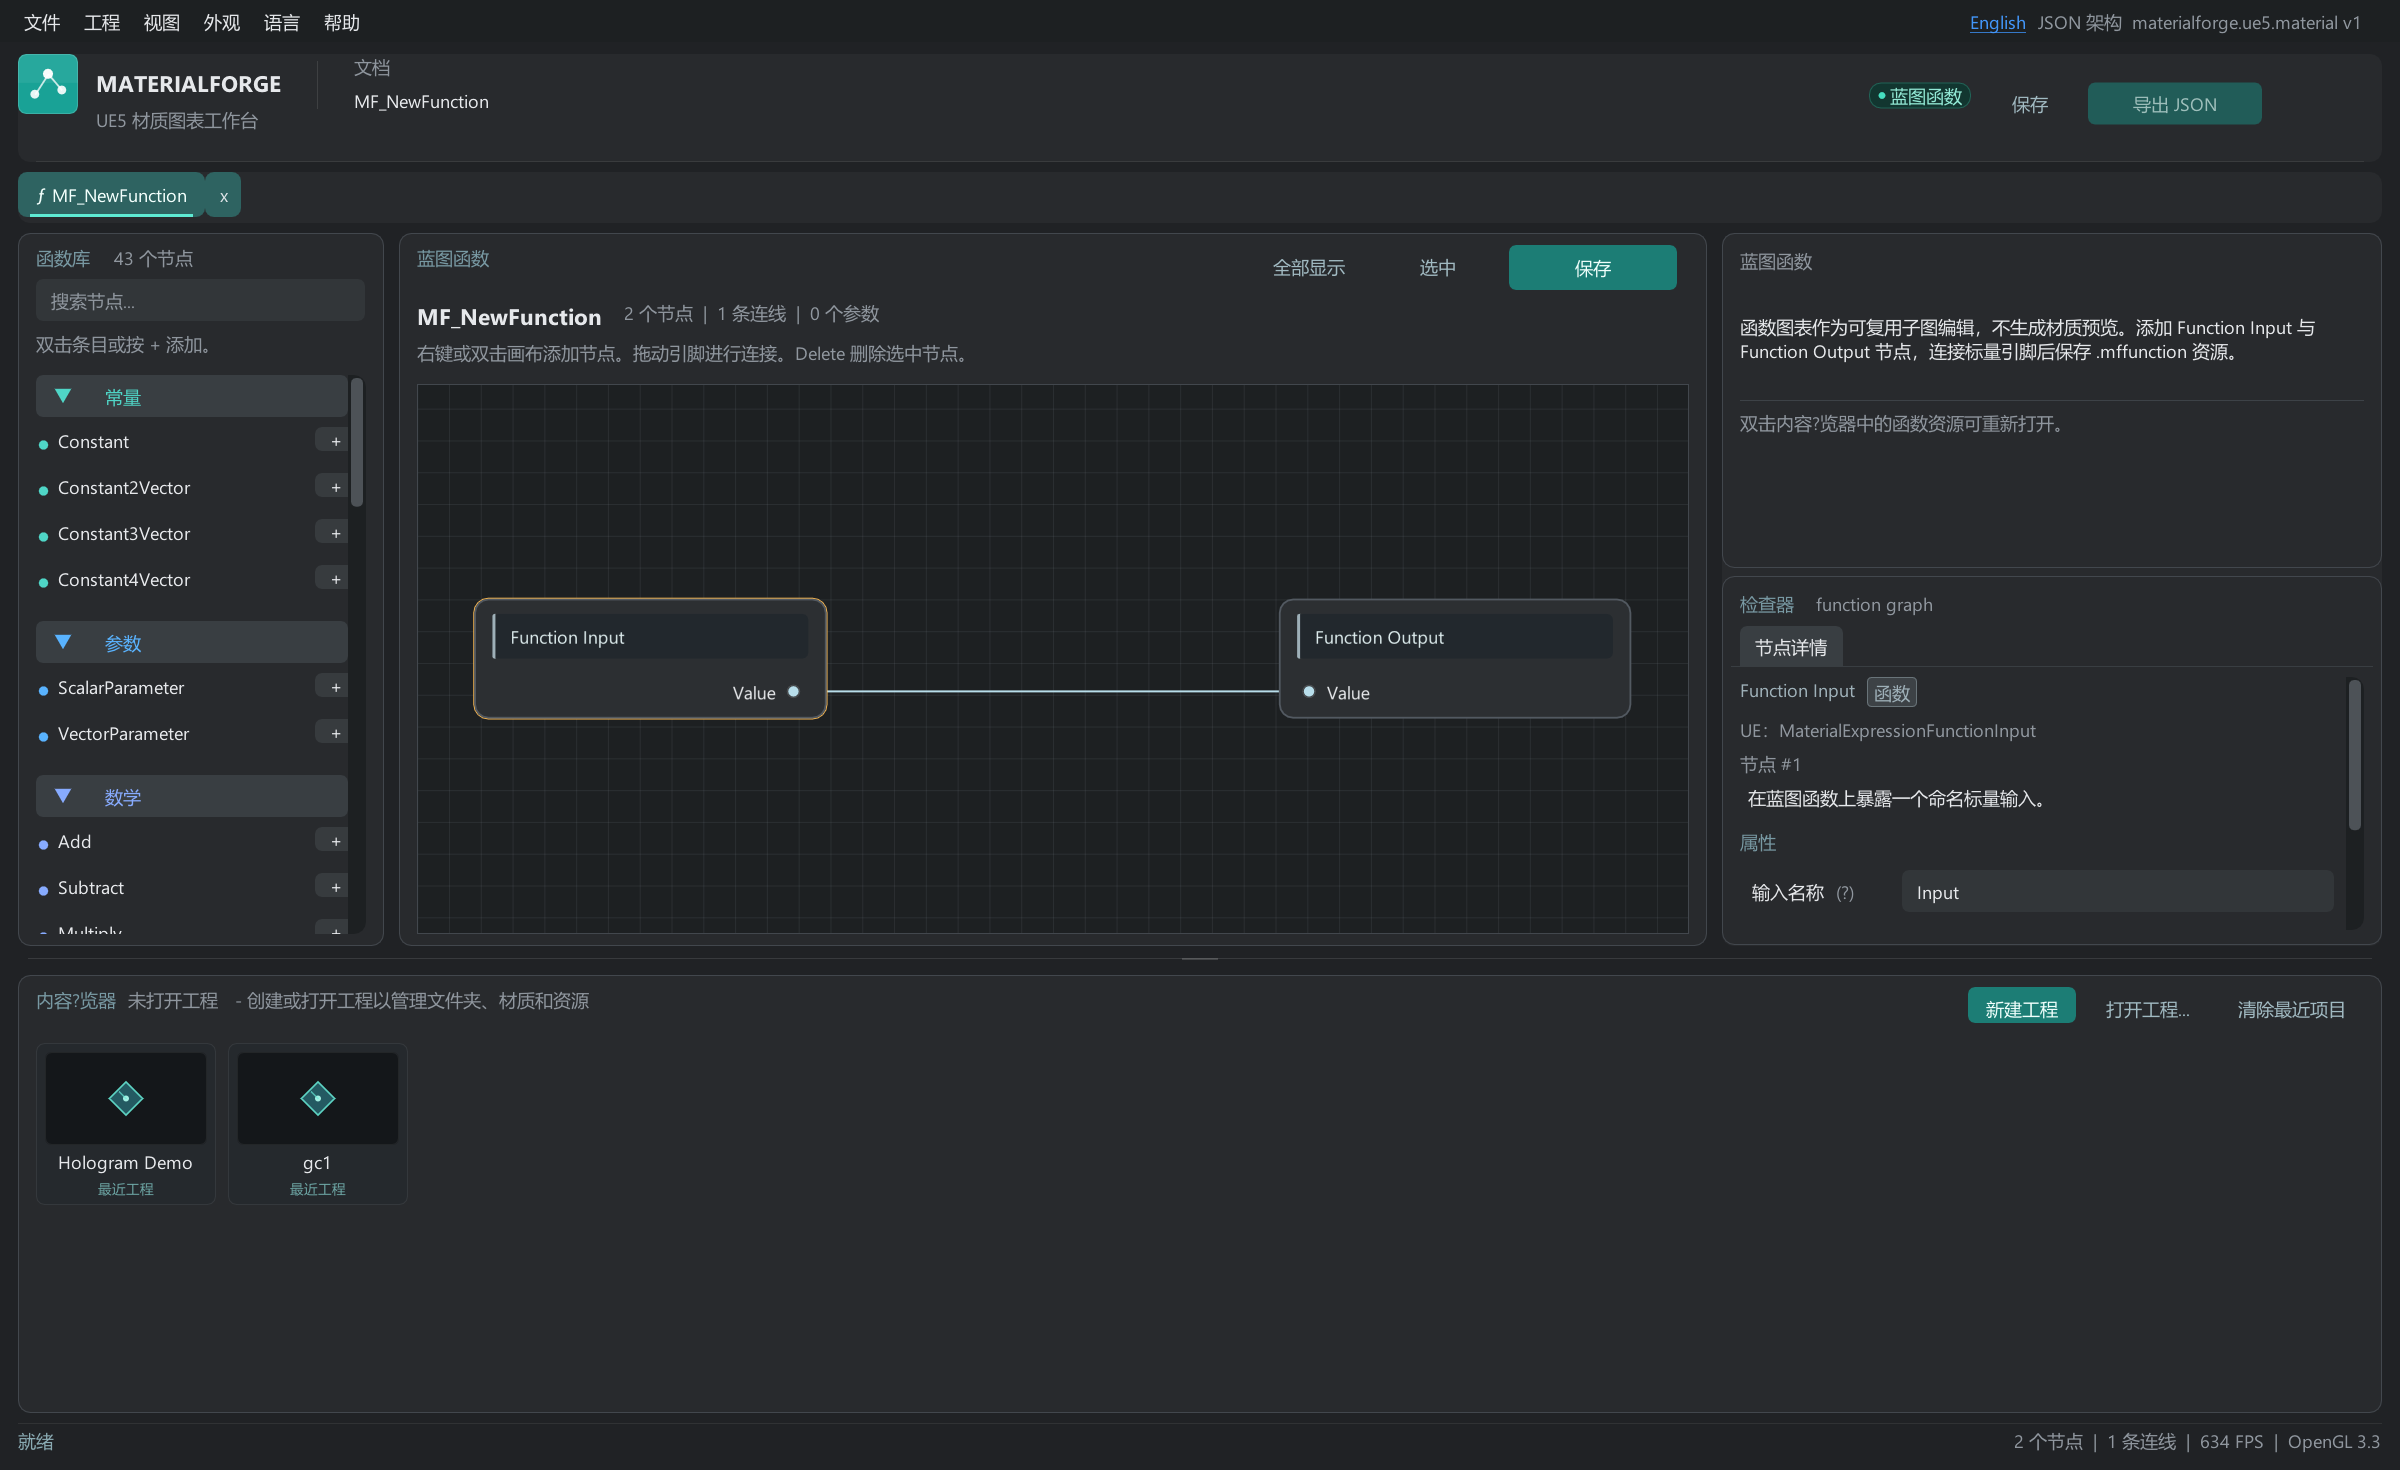 文件 工程 视图 外观 语言 帮助
English JSON 架构 materialforge.ue5.material v1
MATERIALFORGE
UE5 材质图表工作台
文档
MF_NewFunction
蓝图函数
保存
导出 JSON
ƒ MF_NewFunction x
函数库 43 个节点
搜索节点...
双击条目或按 + 添加。
常量
Constant +
Constant2Vector +
Constant3Vector +
Constant4Vector +
参数
ScalarParameter +
VectorParameter +
数学
Add +
Subtract +
Multiply +
蓝图函数
全部显示 选中 保存
MF_NewFunction 2 个节点 | 1 条连线 | 0 个参数
右键或双击画布添加节点。拖动引脚进行连接。Delete 删除选中节点。
Function Input
Value
Function Output
Value
蓝图函数
函数图表作为可复用子图编辑，不生成材质预览。添加 Function Input 与
Function Output 节点，连接标量引脚后保存 .mffunction 资源。
双击内容?览器中的函数资源可重新打开。
检查器 function graph
节点详情
Function Input 函数
UE：MaterialExpressionFunctionInput
节点 #1
在蓝图函数上暴露一个命名标量输入。
属性
输入名称 (?) Input
内容?览器 未打开工程 - 创建或打开工程以管理文件夹、材质和资源
新建工程 打开工程... 清除最近项目
Hologram Demo
最近工程
gc1
最近工程
就绪
2 个节点 | 1 条连线 | 634 FPS | OpenGL 3.3